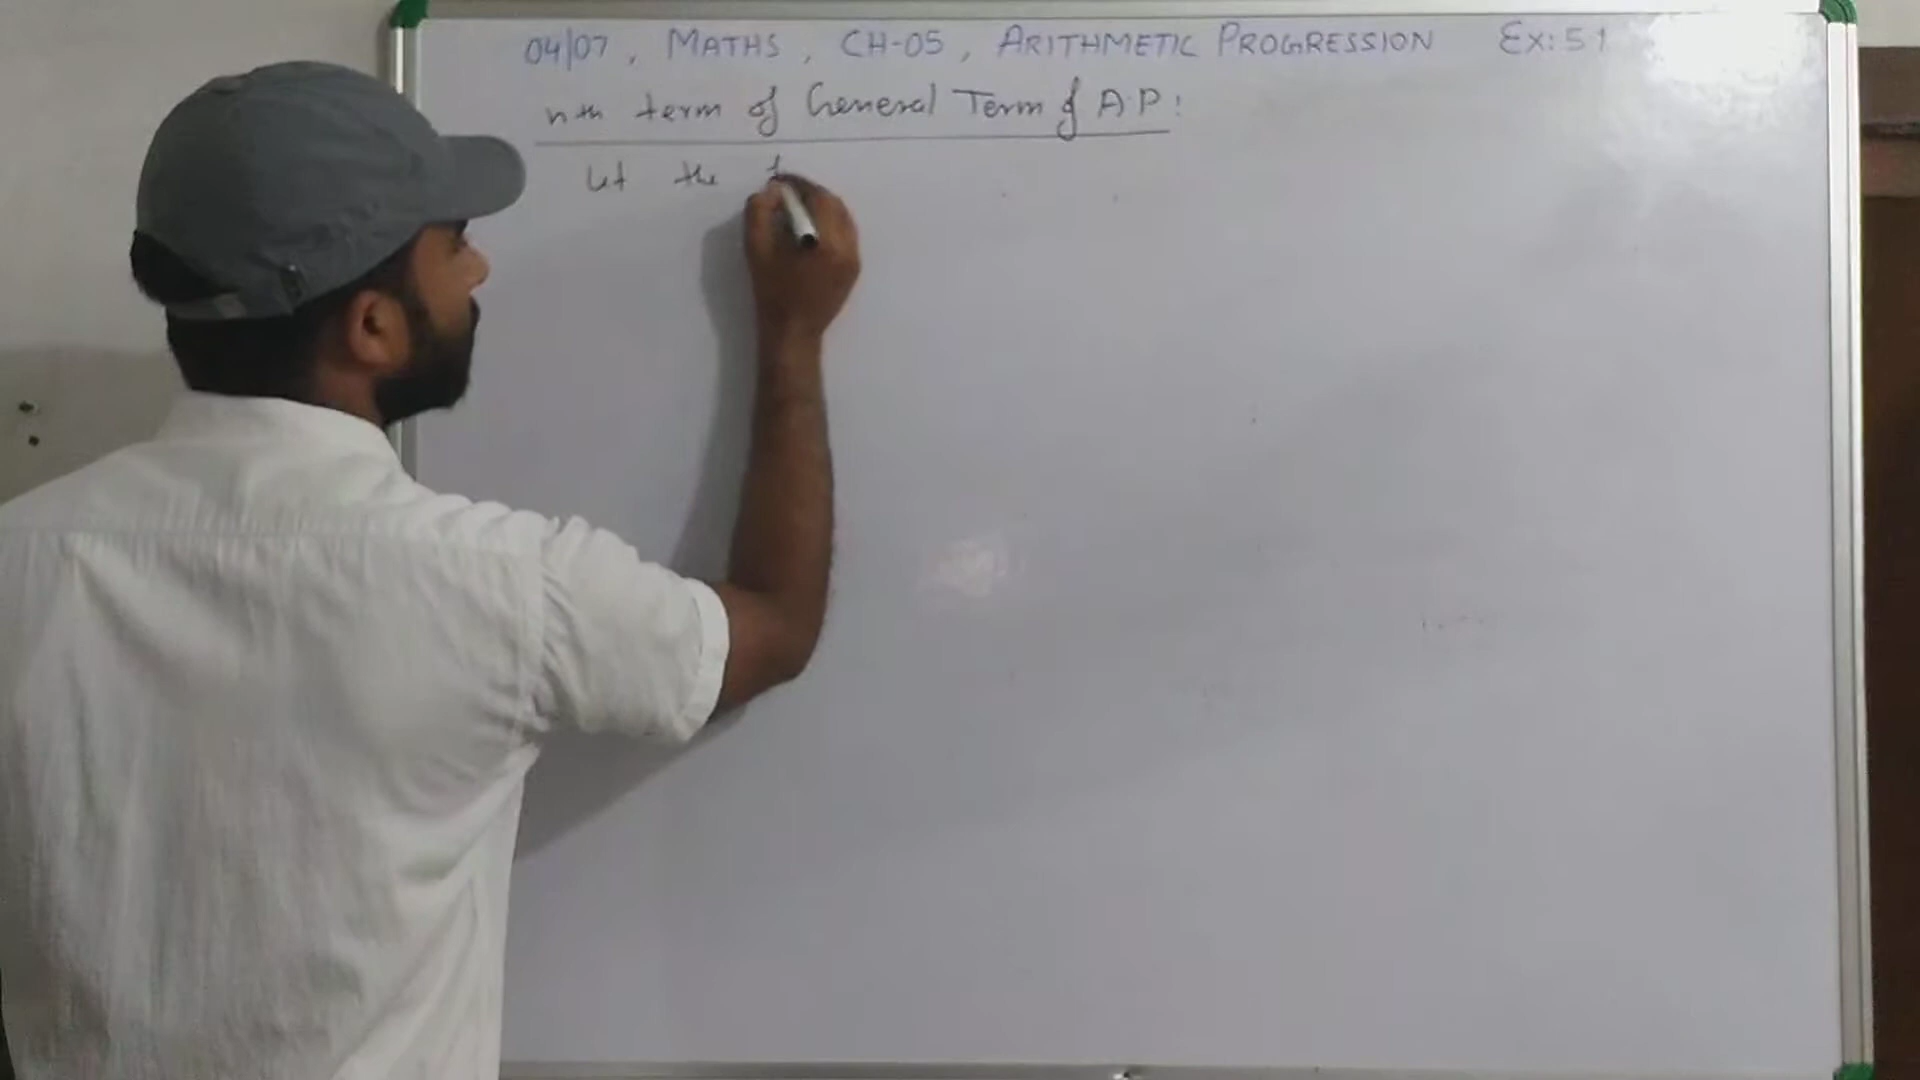 04/07, MATHS, CH-05, ARITHMETIC PROGRESSION Ex: 5.1
nth term of General Term of A.P:
Let the